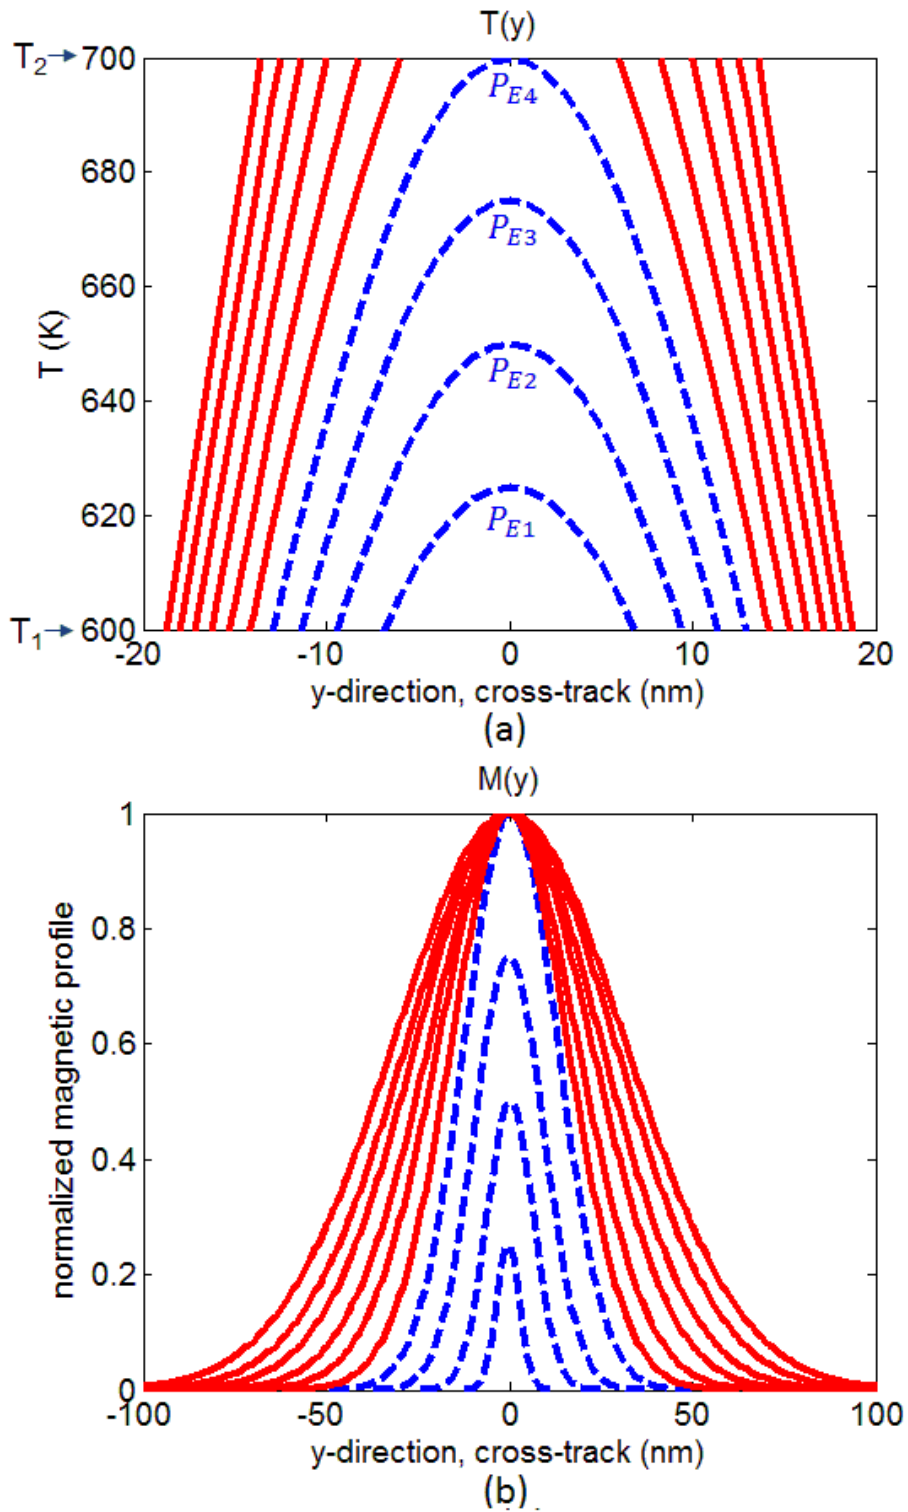 T(y)
T₂→ 700
P_E4
680
P_E3
660
T (K)
P_E2
640
620
P_E1
T₁→ 600
-20 -10 0 10 20
y-direction, cross-track (nm)
(a)
M(y)
1
0.8
normalized magnetic profile
0.6
0.4
0.2
0
-100 -50 0 50 100
y-direction, cross-track (nm)
(b)